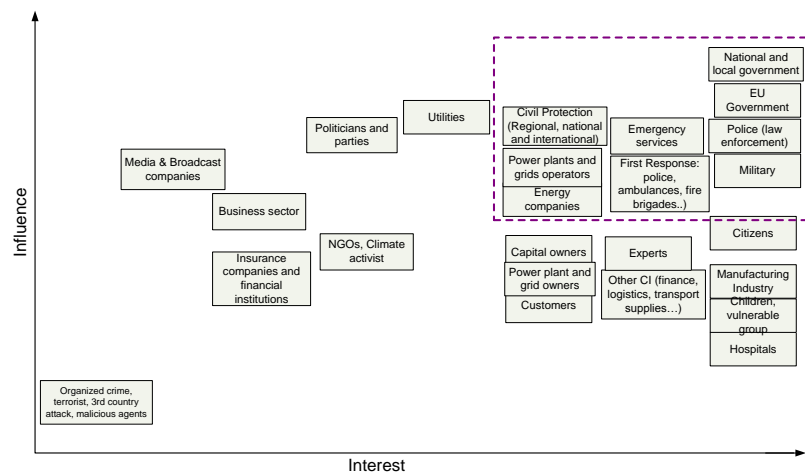 National and
local government
EU
Government
Utilities
Civil Protection
(Regional, national
and international)
Emergency
services
Police (law
enforcement)
Politicians and
parties
Media & Broadcast
companies
Power plants and
grids operators
First Response:
police,
ambulances, fire
brigades..)
Military
Energy
companies
Business sector
Citizens
NGOs, Climate
activist
Capital owners
Experts
Insurance
companies and
financial
institutions
Power plant and
grid owners
Other CI (finance,
logistics, transport
supplies…)
Manufacturing
Industry
Customers
Children,
vulnerable
group
Hospitals
Organized crime,
terrorist, 3rd country
attack, malicious agents
Influence
Interest